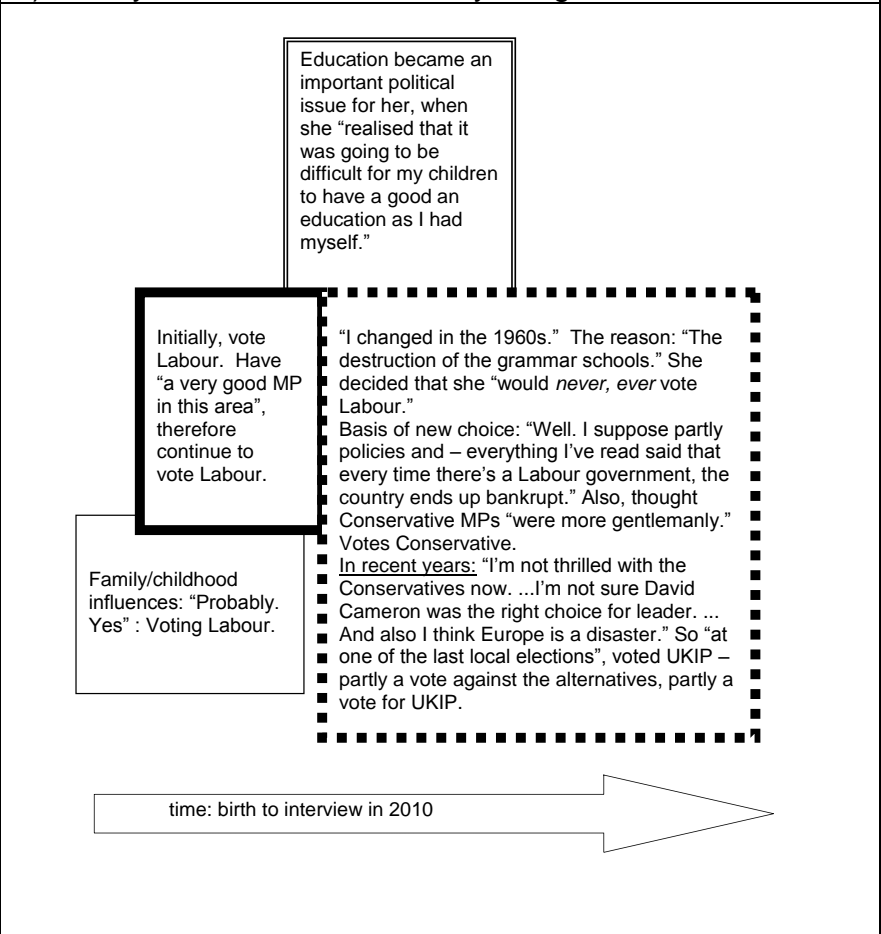 Education became an
important political
issue for her, when
she “realised that it
was going to be
difficult for my children
to have a good an
education as I had
myself.”
Initially, vote
Labour. Have
“a very good MP
in this area”,
therefore
continue to
vote Labour.
“I changed in the 1960s.” The reason: “The
destruction of the grammar schools.” She
decided that she “would never, ever vote
Labour.”
Basis of new choice: “Well. I suppose partly
policies and – everything I’ve read said that
every time there’s a Labour government, the
country ends up bankrupt.” Also, thought
Conservative MPs “were more gentlemanly.”
Votes Conservative.
In recent years: “I’m not thrilled with the
Conservatives now. ...I’m not sure David
Cameron was the right choice for leader. ...
And also I think Europe is a disaster.” So “at
one of the last local elections”, voted UKIP –
partly a vote against the alternatives, partly a
vote for UKIP.
Family/childhood
influences: “Probably.
Yes” : Voting Labour.
time: birth to interview in 2010